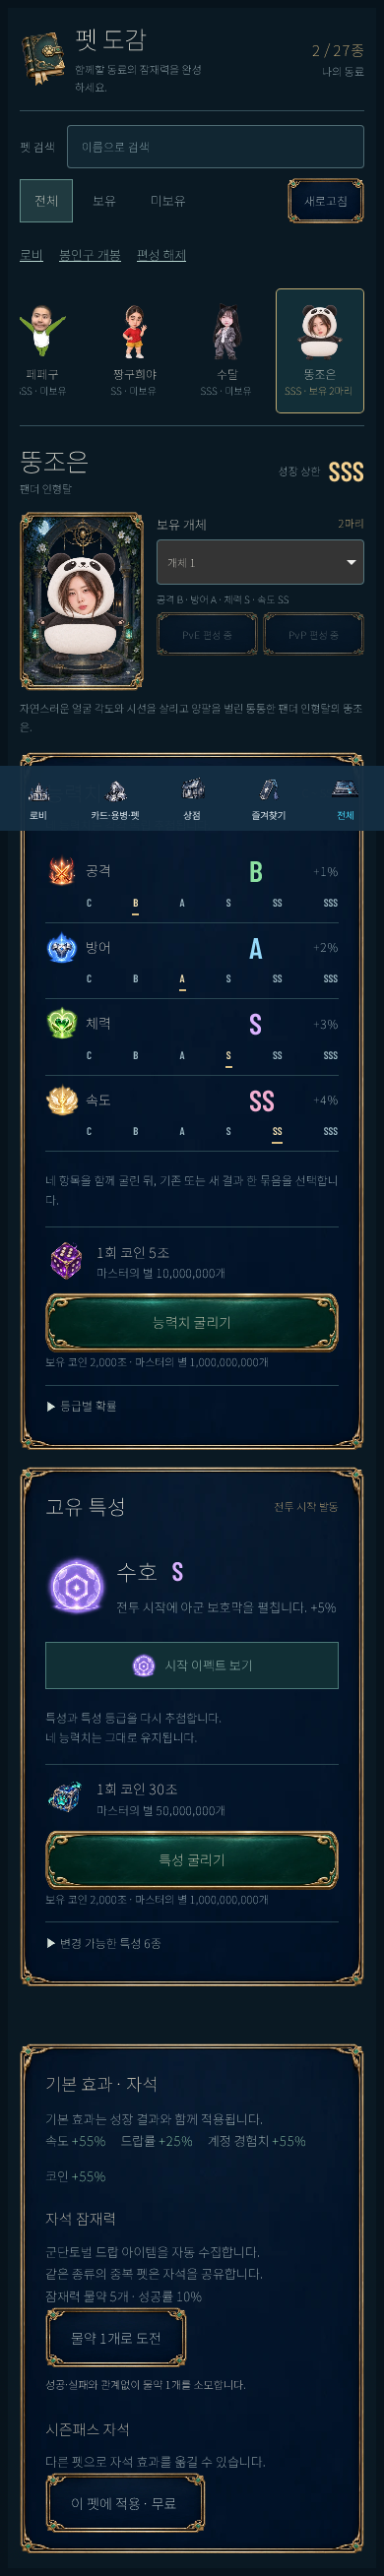 펫 도감
2 / 27종
함께할 동료의 잠재력을 완성
하세요.
나의 동료
펫 검색
이름으로 검색
전체
보유
미보유
새로고침
로비
봉인구 개봉
편성 해제
페페구
짱구희야
수달
뚱조은
SS · 미보유
SSS · 미보유
SSS · 보유 2마리
뚱조은
팬더 인형탈
성장 상한 SSS
보유 개체
2마리
개체 1
공격 B · 방어 A · 체력 S · 속도 SS
PvE 편성 중
PvP 편성 중
자연스러운 얼굴 각도와 시선을 살리고 양팔을 벌린 통통한 팬더 인형탈의 뚱조
은.
로비
카드·용병·펫
상점
즐겨찾기
전체
공격
B
+1%
C B A S SS SSS
방어
A
+2%
C B A S SS SSS
체력
S
+3%
C B A S SS SSS
속도
SS
+4%
C B A S SS SSS
네 항목을 함께 굴린 뒤, 기존 또는 새 결과 한 묶음을 선택합니
다.
1회 코인 5조
마스터의 별 10,000,000개
능력치 굴리기
보유 코인 2,000조 · 마스터의 별 1,000,000,000개
▶ 등급별 확률
고유 특성
전투 시작 발동
수호 S
전투 시작에 아군 보호막을 펼칩니다. +5%
시작 이펙트 보기
특성과 특성 등급을 다시 추첨합니다.
네 능력치는 그대로 유지됩니다.
1회 코인 30조
마스터의 별 50,000,000개
특성 굴리기
보유 코인 2,000조 · 마스터의 별 1,000,000,000개
▶ 변경 가능한 특성 6종
기본 효과 · 자석
기본 효과는 성장 결과와 함께 적용됩니다.
속도 +55% 드랍률 +25% 계정 경험치 +55%
코인 +55%
자석 잠재력
군단토벌 드랍 아이템을 자동 수집합니다.
같은 종류의 중복 펫은 자석을 공유합니다.
잠재력 물약 5개 · 성공률 10%
물약 1개로 도전
성공·실패와 관계없이 물약 1개를 소모합니다.
시즌패스 자석
다른 펫으로 자석 효과를 옮길 수 있습니다.
이 펫에 적용 · 무료